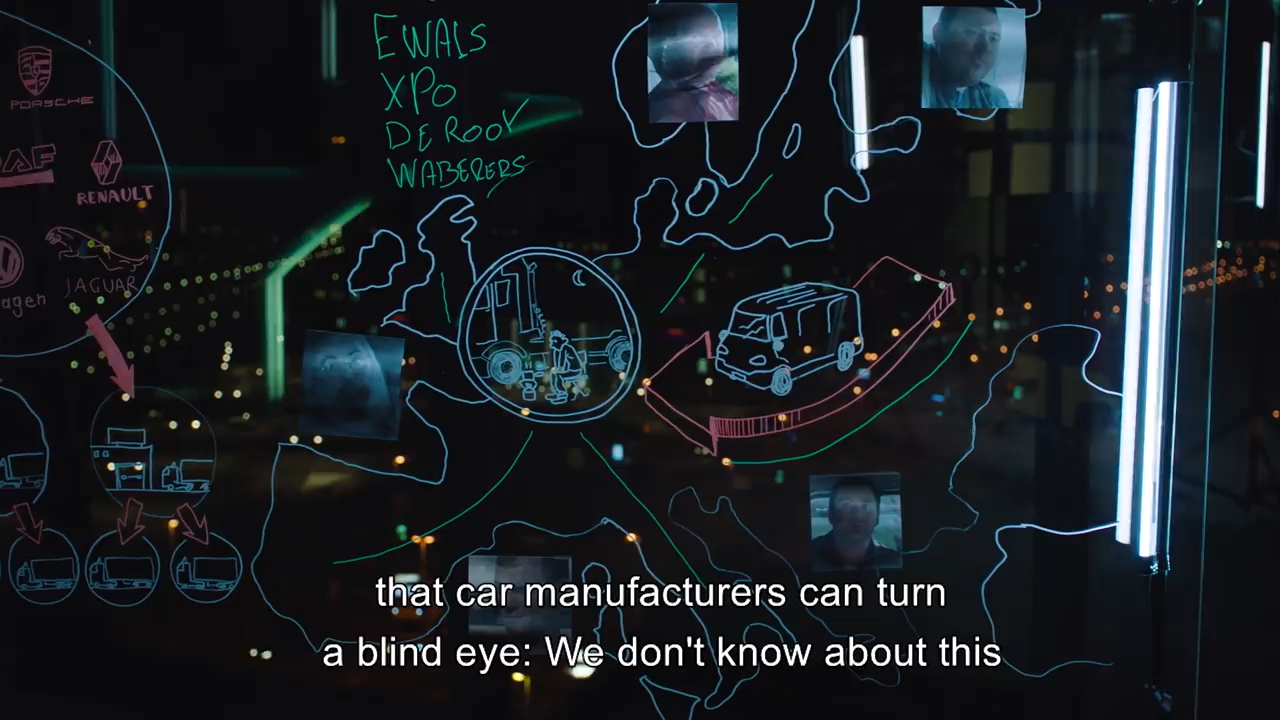 EWALS
XPO
DE ROOY
WABERERS
PORSCHE
AF
RENAULT
JAGUAR
agen
that car manufacturers can turn
a blind eye: We don't know about this